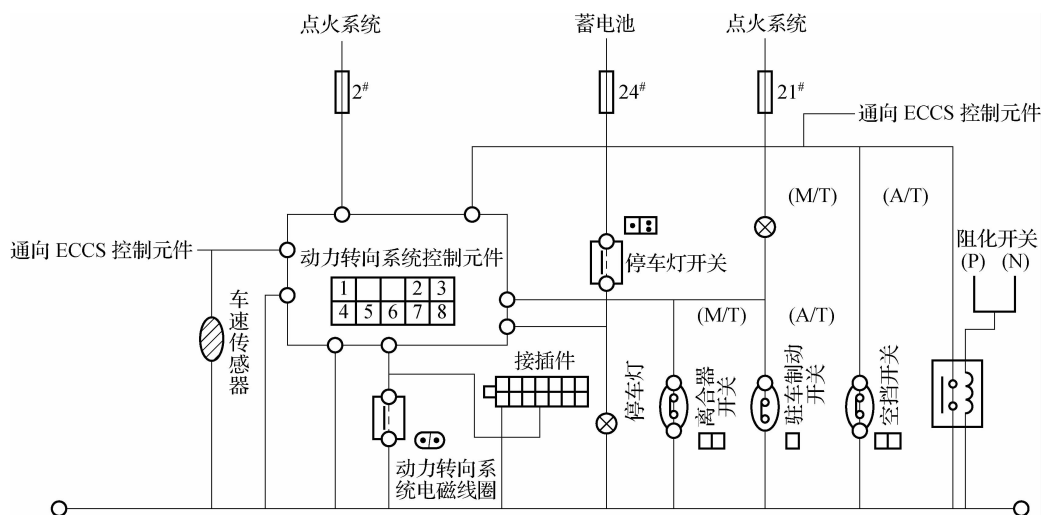 点火系统
蓄电池
点火系统
2#
24#
21#
通向 ECCS 控制元件
(M/T)
(A/T)
通向 ECCS 控制元件
动力转向系统控制元件
停车灯开关
阻化开关
(P) (N)
1 2 3
4 5 6 7 8
车速传感器
(M/T)
(A/T)
接插件
停车灯
离合器
开关
驻车制动
开关
空挡开关
动力转向系
统电磁线圈